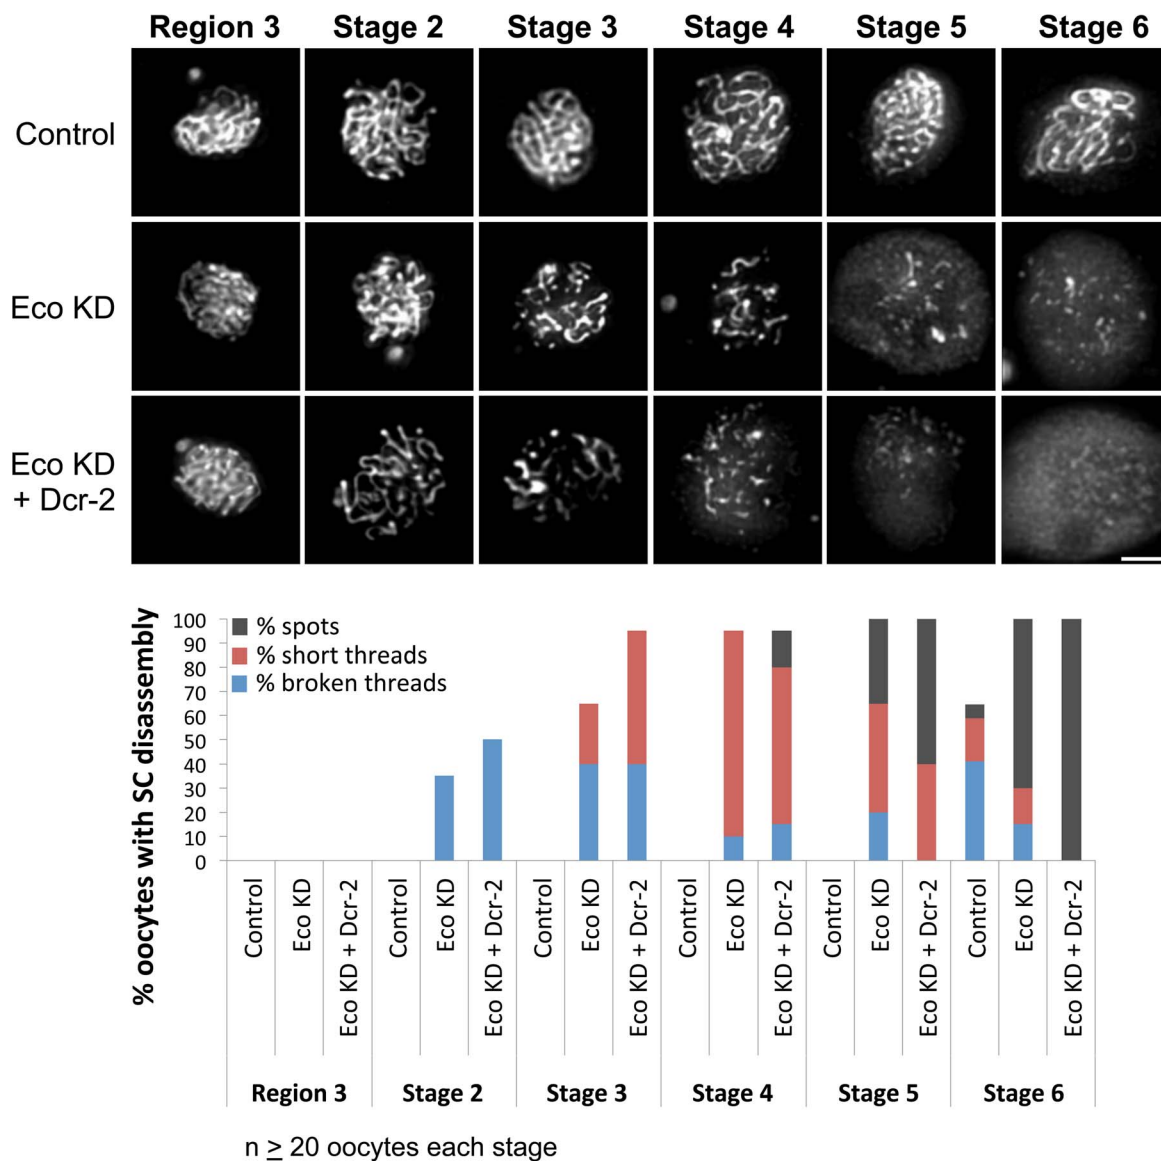 Region 3 Stage 2 Stage 3 Stage 4 Stage 5 Stage 6
Control
Eco KD
Eco KD
+ Dcr-2
% oocytes with SC disassembly
100
90
80
70
60
50
40
30
20
10
0
% spots
% short threads
% broken threads
Control Eco KD Eco KD + Dcr-2 Control Eco KD Eco KD + Dcr-2 Control Eco KD Eco KD + Dcr-2 Control Eco KD Eco KD + Dcr-2 Control Eco KD Eco KD + Dcr-2 Control Eco KD Eco KD + Dcr-2
Region 3 Stage 2 Stage 3 Stage 4 Stage 5 Stage 6
n ≥ 20 oocytes each stage